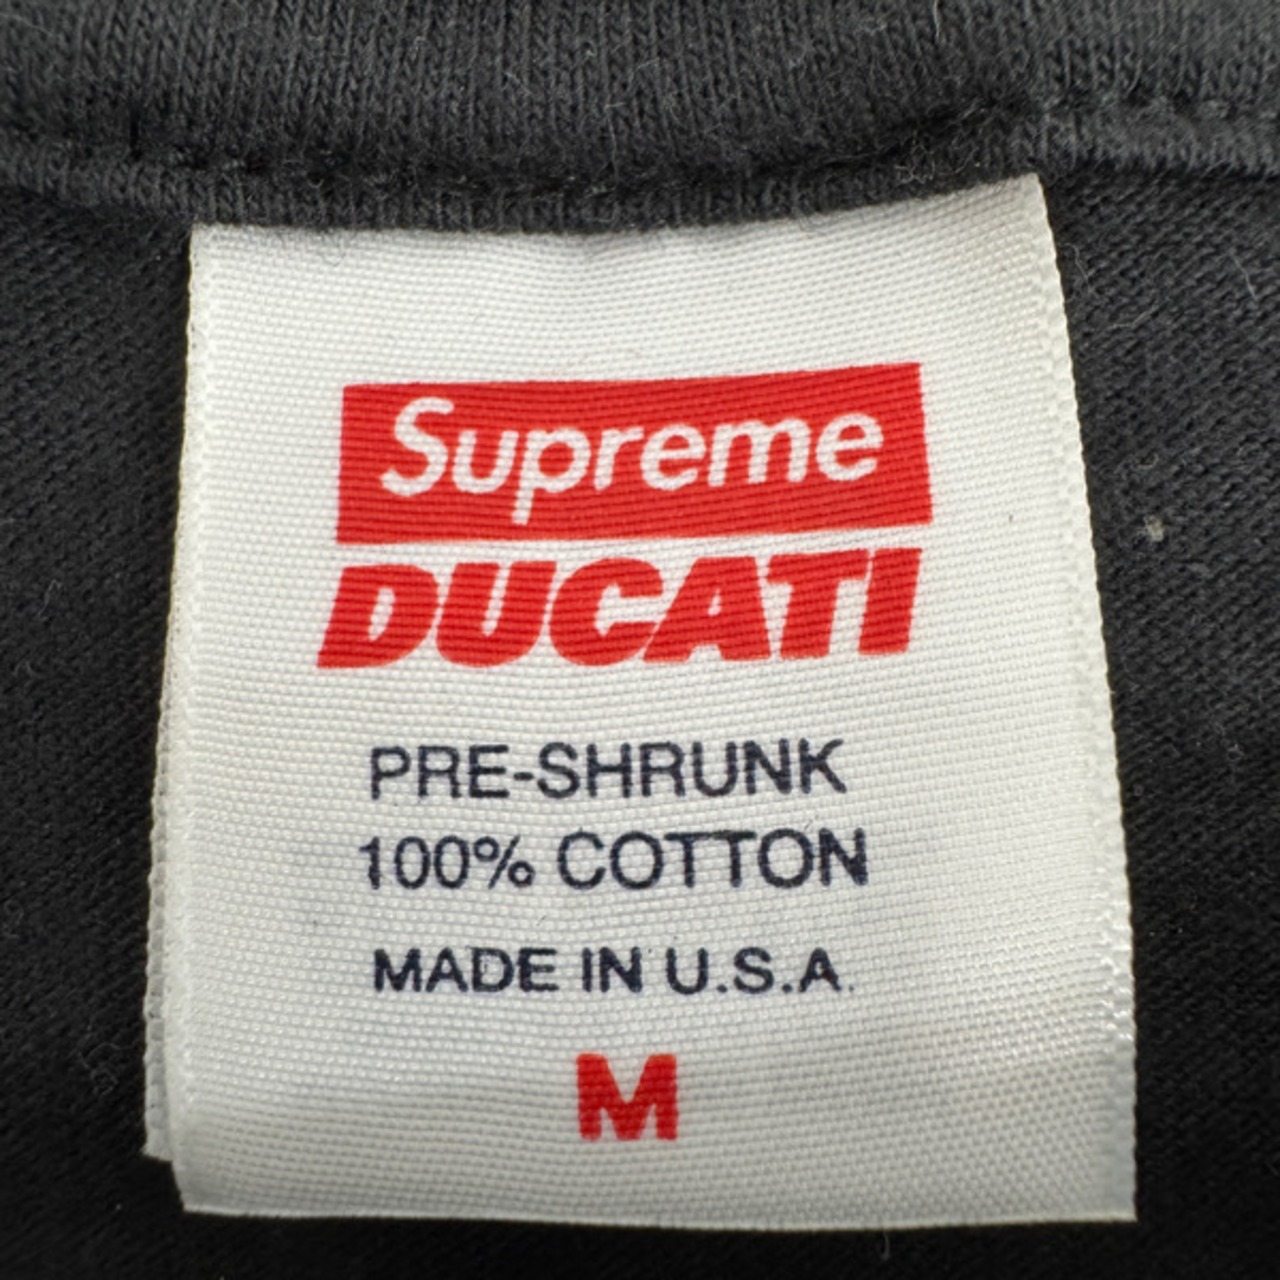 Supreme
DUCATI
PRE-SHRUNK
100% COTTON
MADE IN U.S.A.
M